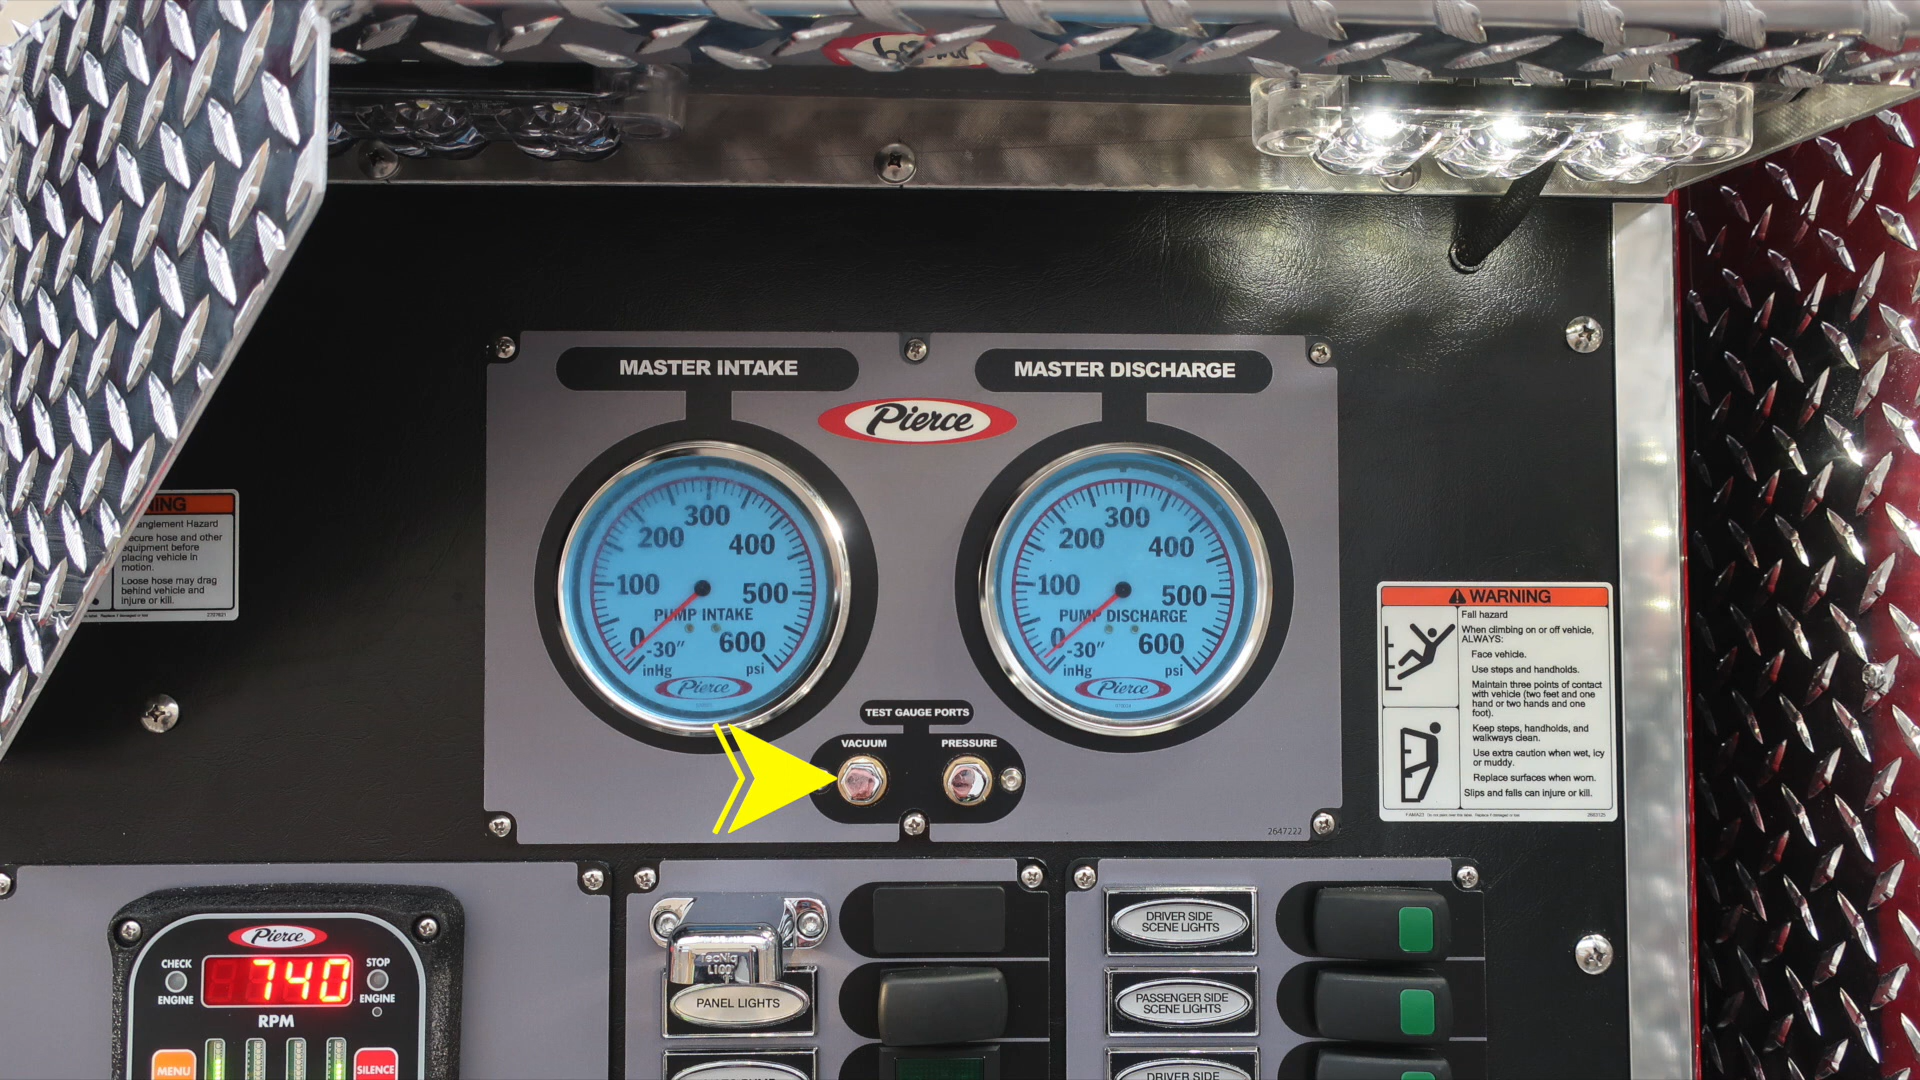 MASTER INTAKE
MASTER DISCHARGE
Pierce
300
200
400
100
500
PUMP INTAKE
0
-30"
600
inHg
psi
Pierce
300
200
400
100
500
PUMP DISCHARGE
0
-30"
600
inHg
psi
Pierce
TEST GAUGE PORTS
VACUUM
PRESSURE
2647222
NING
anglement Hazard
ecure hose and other
equipment before
placing vehicle in
motion.
Loose hose may drag
behind vehicle and
injure or kill.
WARNING
Fall hazard
When climbing on or off vehicle,
ALWAYS:
Face vehicle.
Use steps and handholds.
Maintain three points of contact
with vehicle (two feet and one
hand or two hands and one
foot).
Keep steps, handholds, and
walkways clean.
Use extra caution when wet, icy
or muddy.
Replace surfaces when worn.
Slips and falls can injure or kill.
Pierce
CHECK
ENGINE
740
STOP
ENGINE
RPM
MENU
SILENCE
TecNiq
PANEL LIGHTS
DRIVER SIDE
SCENE LIGHTS
PASSENGER SIDE
SCENE LIGHTS
DRIVER SIDE